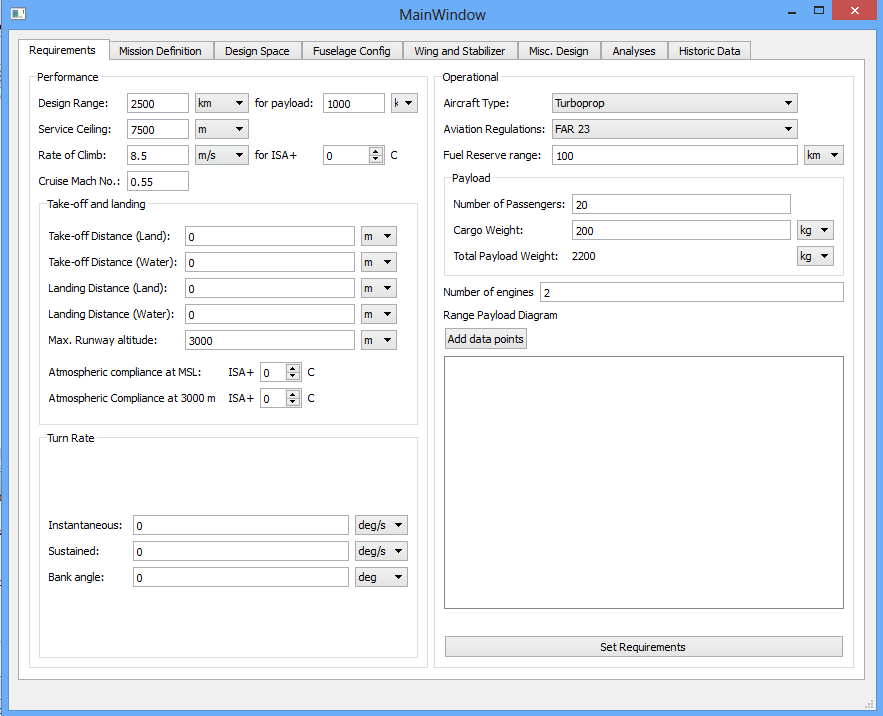 MainWindow
Requirements Mission Definition Design Space Fuselage Config Wing and Stabilizer Misc. Design Analyses Historic Data
Performance
Design Range: 2500 km for payload: 1000 k
Service Ceiling: 7500 m
Rate of Climb: 8.5 m/s for ISA+ 0 C
Cruise Mach No.: 0.55
Take-off and landing
Take-off Distance (Land): 0 m
Take-off Distance (Water): 0 m
Landing Distance (Land): 0 m
Landing Distance (Water): 0 m
Max. Runway altitude: 3000 m
Atmospheric compliance at MSL: ISA+ 0 C
Atmospheric Compliance at 3000 m ISA+ 0 C
Turn Rate
Instantaneous: 0 deg/s
Sustained: 0 deg/s
Bank angle: 0 deg
Operational
Aircraft Type: Turboprop
Aviation Regulations: FAR 23
Fuel Reserve range: 100 km
Payload
Number of Passengers: 20
Cargo Weight: 200 kg
Total Payload Weight: 2200 kg
Number of engines 2
Range Payload Diagram
Add data points
Set Requirements